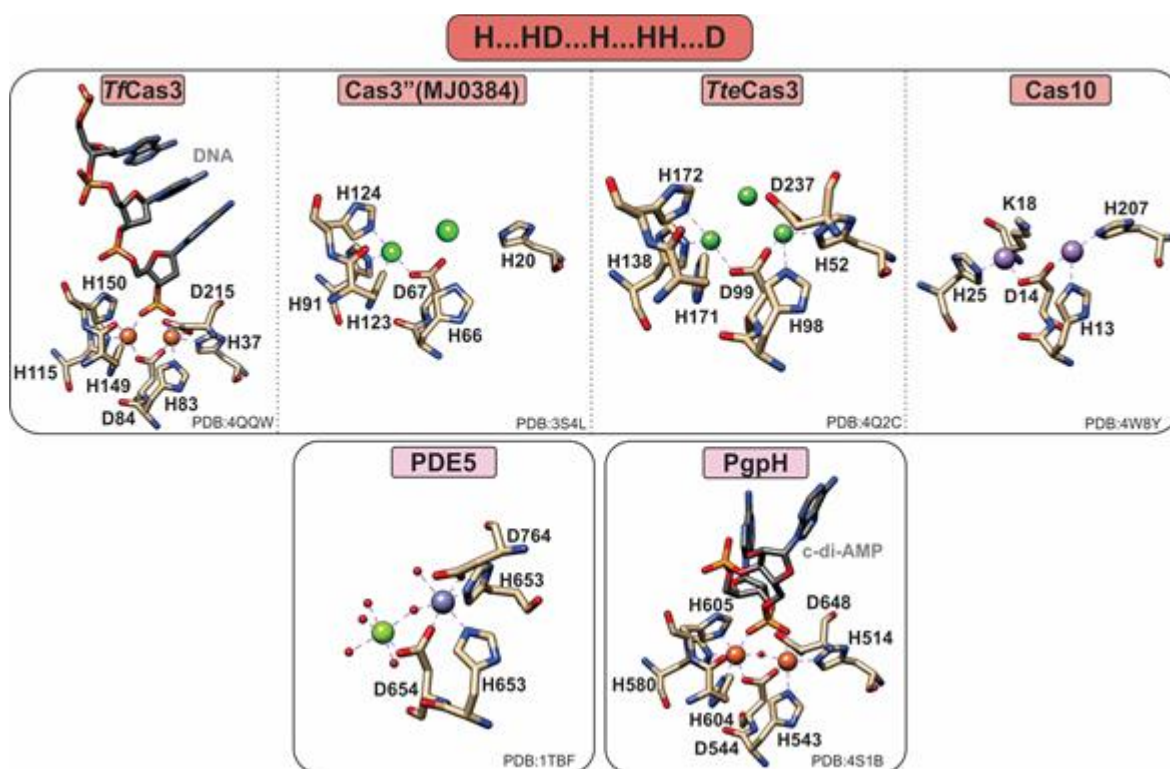 H...HD...H...HH...D
TfCas3
DNA
H150
D215
H37
H115
H149
H83
D84
PDB:4QQW
Cas3”(MJ0384)
H124
H20
H91
D67
H123
H66
PDB:3S4L
TteCas3
H172
D237
H138
H52
D99
H171
H98
PDB:4Q2C
Cas10
K18
H207
H25
D14
H13
PDB:4W8Y
PDE5
D764
H653
D654
H653
PDB:1TBF
PgpH
c-di-AMP
H605
D648
H514
H580
H604
D544
H543
PDB:4S1B